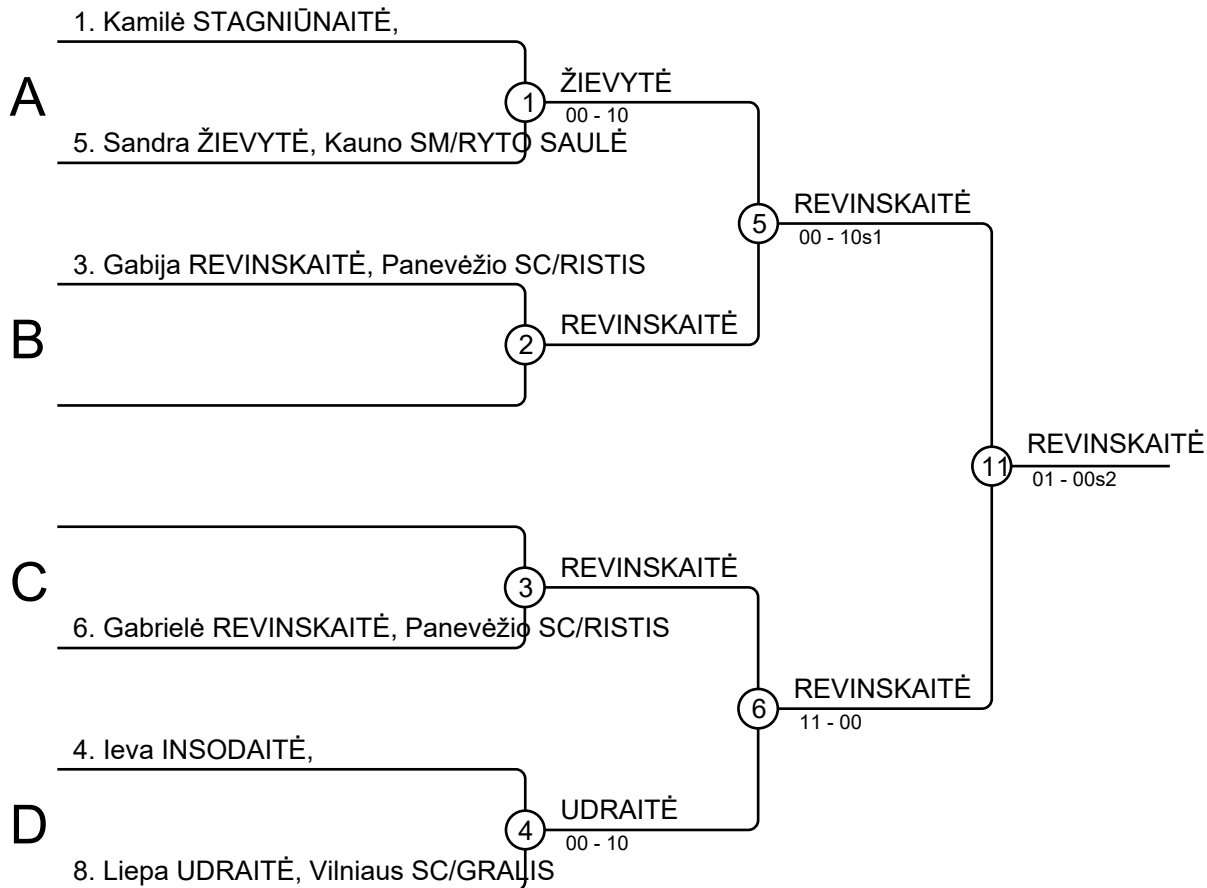 1. Kamilė STAGNIŪNAITĖ,
A
1
ŽIEVYTĖ
00 - 10
5. Sandra ŽIEVYTĖ, Kauno SM/RYTO SAULĖ
5
REVINSKAITĖ
00 - 10s1
3. Gabija REVINSKAITĖ, Panevėžio SC/RISTIS
B
2
REVINSKAITĖ
11
REVINSKAITĖ
01 - 00s2
C
3
REVINSKAITĖ
6. Gabrielė REVINSKAITĖ, Panevėžio SC/RISTIS
6
REVINSKAITĖ
11 - 00
4. Ieva INSODAITĖ,
D
4
UDRAITĖ
00 - 10
8. Liepa UDRAITĖ, Vilniaus SC/GRALIS